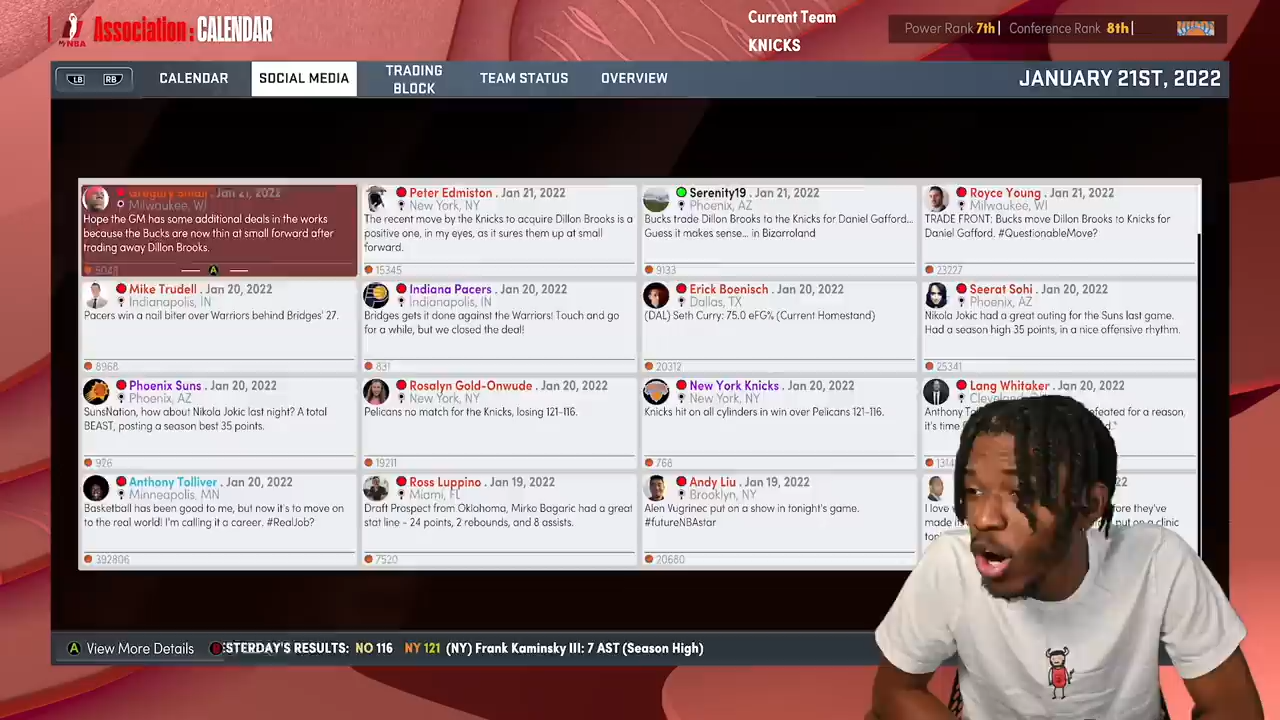 Association: CALENDAR
MyNBA
Current Team
KNICKS
Power Rank 7th| Conference Rank 8th|
LB RB CALENDAR SOCIAL MEDIA TRADING BLOCK TEAM STATUS OVERVIEW JANUARY 21ST, 2022
Gregory Small . Jan 21, 2022
Milwaukee, WI
Hope the GM has some additional deals in the works
because the Bucks are now thin at small forward after
trading away Dillon Brooks.
A
Peter Edmiston . Jan 21, 2022
New York, NY
The recent move by the Knicks to acquire Dillon Brooks is a
positive one, in my eyes, as it sures them up at small
forward.
15345
Serenity19 . Jan 21, 2022
Phoenix, AZ
Bucks trade Dillon Brooks to the Knicks for Daniel Gafford...
Guess it makes sense... in Bizarroland
9133
Royce Young . Jan 21, 2022
Milwaukee, WI
TRADE FRONT: Bucks move Dillon Brooks to Knicks for
Daniel Gafford. #QuestionableMove?
23227
Mike Trudell . Jan 20, 2022
Indianapolis, IN
Pacers win a nail biter over Warriors behind Bridges' 27.
8968
Indiana Pacers . Jan 20, 2022
Indianapolis, IN
Bridges gets it done against the Warriors! Touch and go
for a while, but we closed the deal!
831
Erick Boenisch . Jan 20, 2022
Dallas, TX
(DAL) Seth Curry: 75.0 eFG% (Current Homestand)
20312
Seerat Sohi . Jan 20, 2022
Phoenix, AZ
Nikola Jokic had a great outing for the Suns last game.
Had a season high 35 points, in a nice offensive rhythm.
25341
Phoenix Suns . Jan 20, 2022
Phoenix, AZ
SunsNation, how about Nikola Jokic last night? A total
BEAST, posting a season best 35 points.
926
Rosalyn Gold-Onwude . Jan 20, 2022
New York, NY
Pelicans no match for the Knicks, losing 121-116.
19211
New York Knicks . Jan 20, 2022
New York, NY
Knicks hit on all cylinders in win over Pelicans 121-116.
768
Lang Whitaker . Jan 20, 2022
Anthony
for a reason,
it's time
Anthony Tolliver . Jan 20, 2022
Minneapolis, MN
Basketball has been good to me, but now it's to move on
to the real world! I'm calling it a career. #RealJob?
392806
Ross Luppino . Jan 19, 2022
Miami, FL
Draft Prospect from Oklahoma, Mirko Bagaric had a great
stat line - 24 points, 2 rebounds, and 8 assists.
7520
Andy Liu . Jan 19, 2022
Brooklyn, NY
Alen Vugrinec put on a show in tonight's game.
#futureNBAstar
20680
I love
they've
made
put on a clinic
A View More Details YESTERDAY'S RESULTS: NO 116 NY 121 (NY) Frank Kaminsky III: 7 AST (Season High)